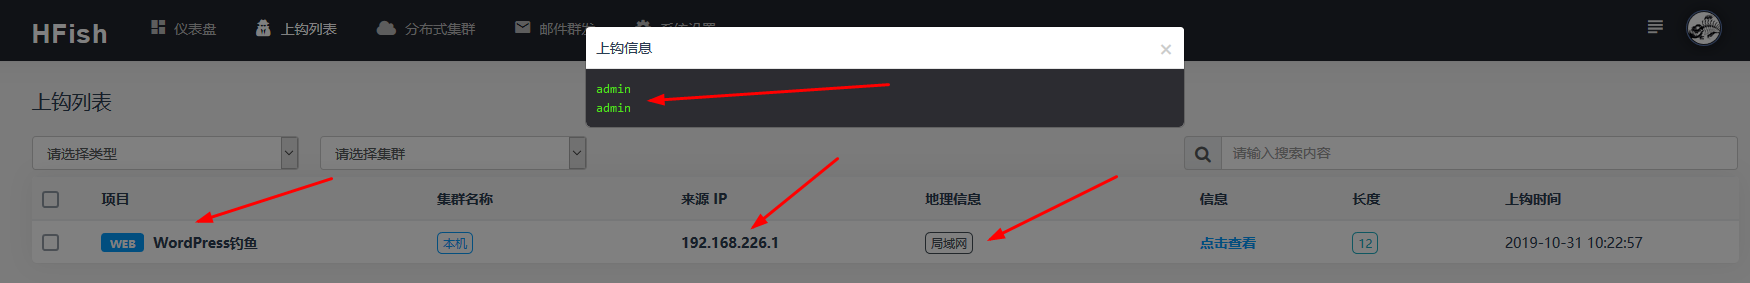 HFish
仪表盘
上钩列表
分布式集群
邮件群发
系统设置
上钩信息
×
admin
admin
上钩列表
请选择类型
请选择集群
请输入搜索内容
项目 集群名称 来源 IP 地理信息 信息 长度 上钩时间
WEB WordPress钓鱼 本机 192.168.226.1 局域网 点击查看 12 2019-10-31 10:22:57